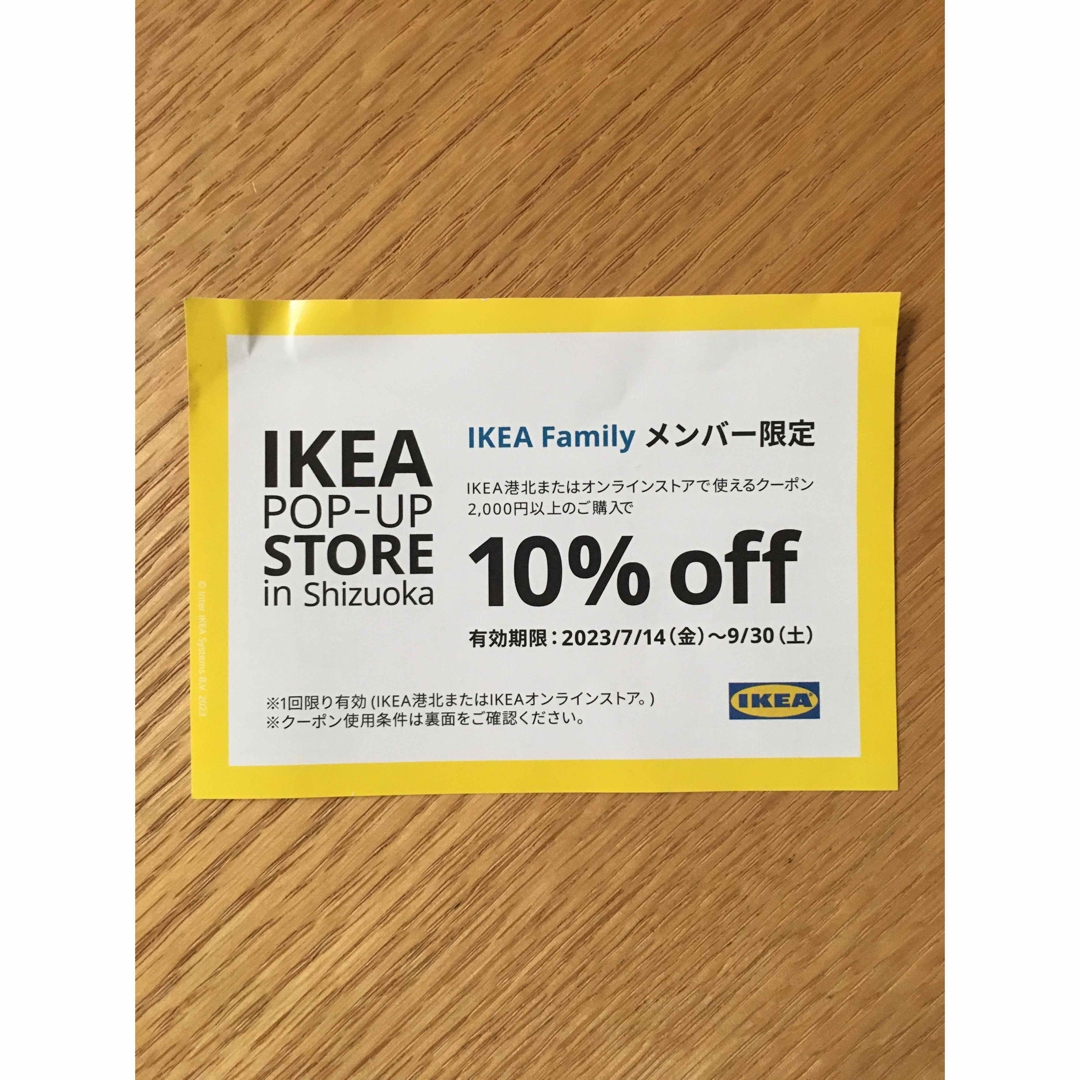 IKEA
POP-UP
STORE
in Shizuoka
IKEA Family メンバー限定
IKEA港北またはオンラインストアで使えるクーポン
2,000円以上のご購入で
10% off
有効期限：2023/7/14（金）～9/30（土）
※1回限り有効 (IKEA港北またはIKEAオンラインストア。)
※クーポン使用条件は裏面をご確認ください。
IKEA
© Inter IKEA Systems B.V. 2023